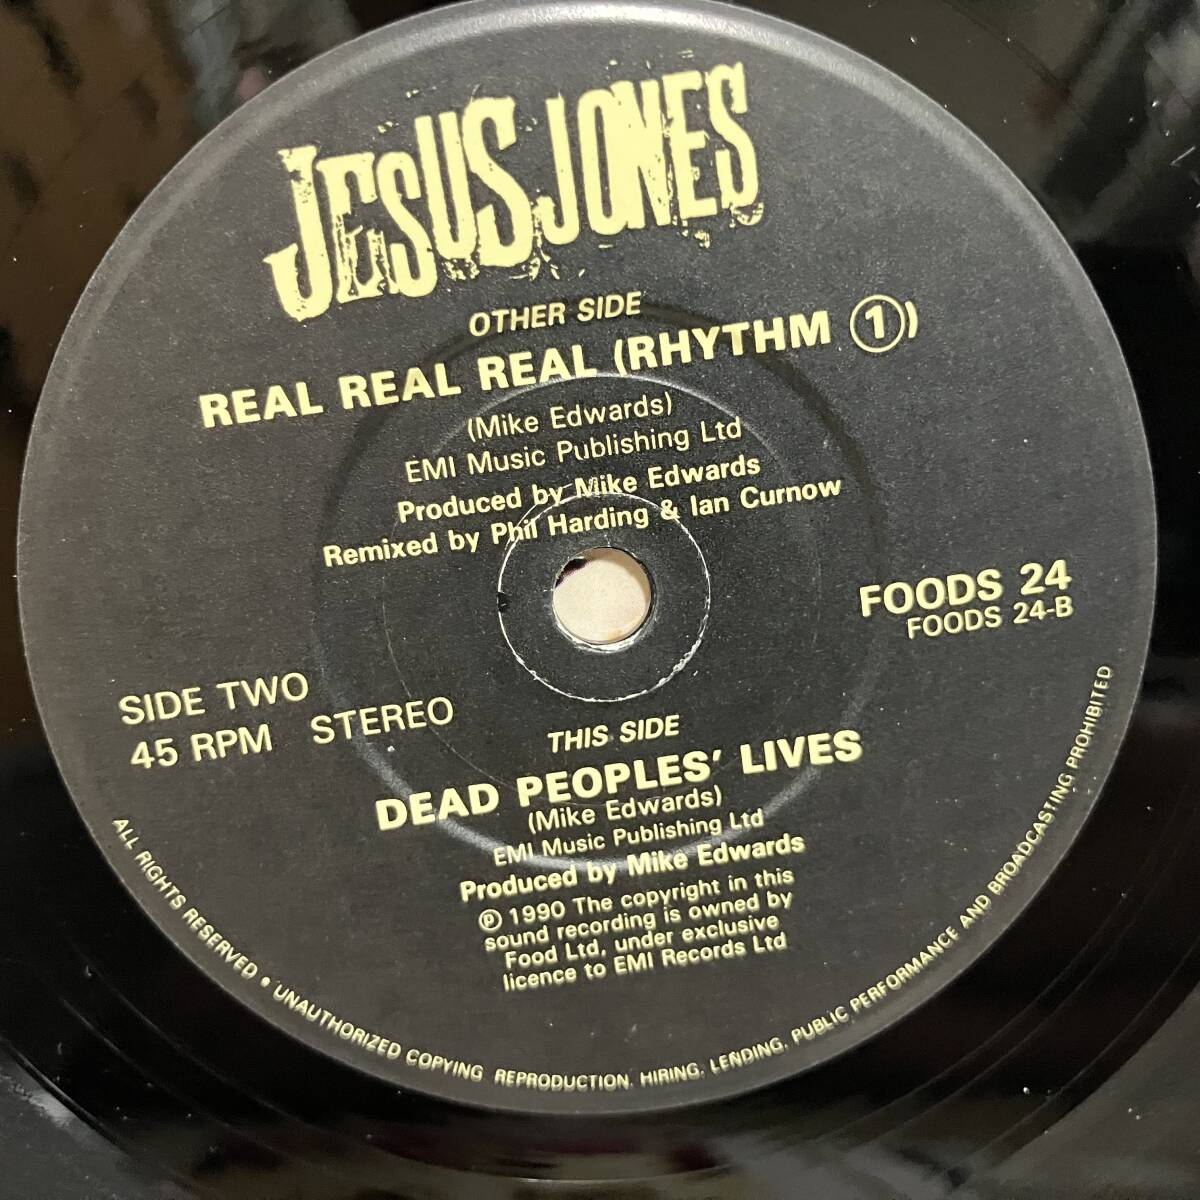 JESUS JONES
OTHER SIDE
REAL REAL REAL (RHYTHM ①)
(Mike Edwards)
EMI Music Publishing Ltd
Produced by Mike Edwards
Remixed by Phil Harding & Ian Curnow
FOODS 24
FOODS 24-B
SIDE TWO
45 RPM STEREO
THIS SIDE
DEAD PEOPLES' LIVES
(Mike Edwards)
EMI Music Publishing Ltd
Produced by Mike Edwards
℗ 1990 The copyright in this
sound recording is owned by
Food Ltd, under exclusive
licence to EMI Records Ltd
ALL RIGHTS RESERVED • UNAUTHORIZED COPYING REPRODUCTION, HIRING, LENDING, PUBLIC PERFORMANCE AND BROADCASTING PROHIBITED